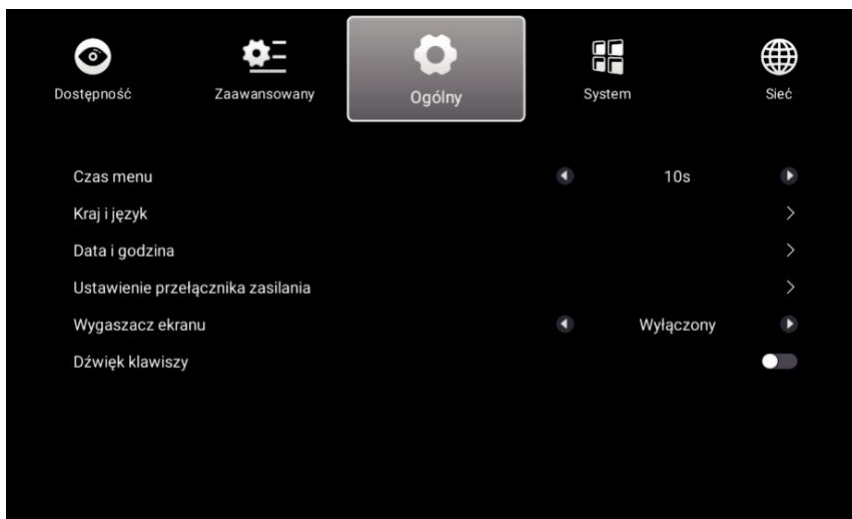 Dostępność Zaawansowany Ogólny System Sieć
Czas menu 10s
Kraj i język
Data i godzina
Ustawienie przełącznika zasilania
Wygaszacz ekranu Wyłączony
Dźwięk klawiszy